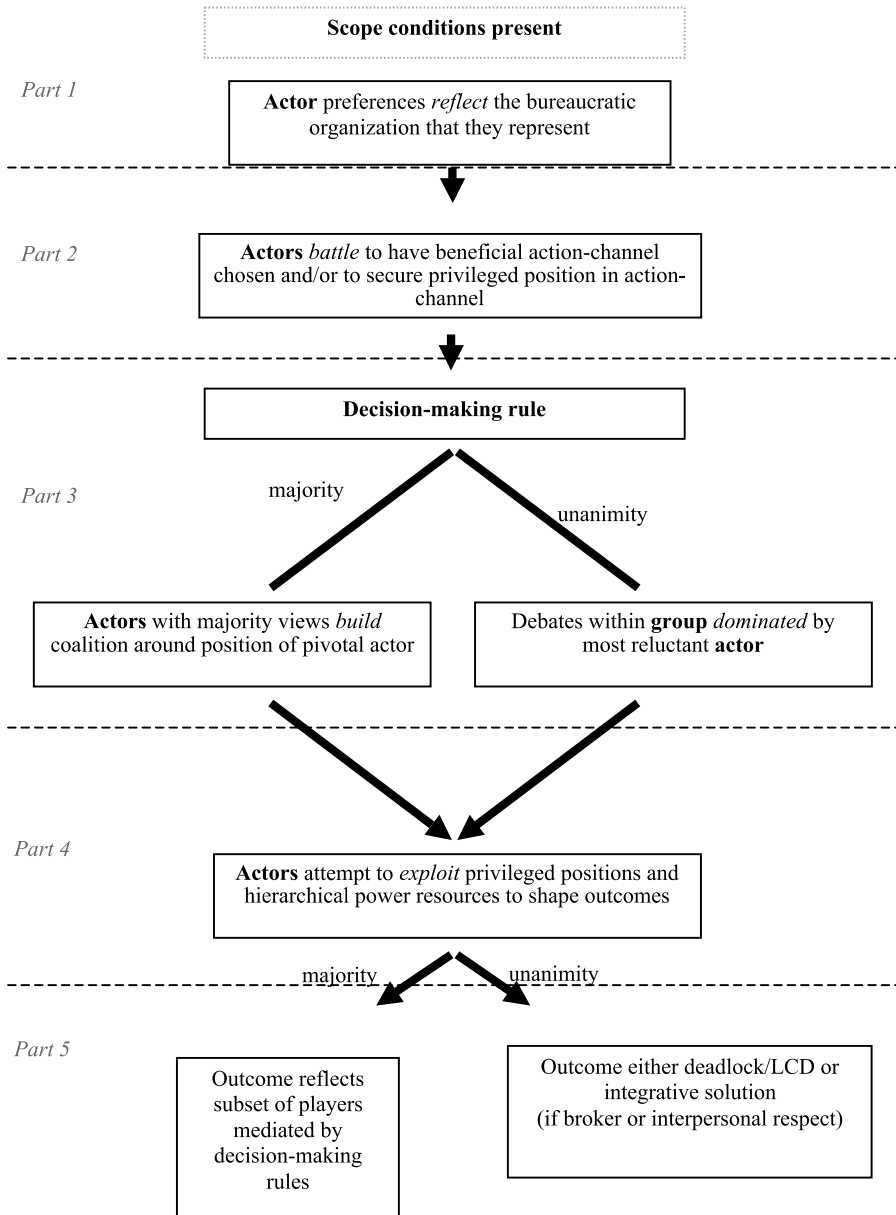 Scope conditions present
Part 1
Actor preferences reflect the bureaucratic
organization that they represent
Part 2
Actors battle to have beneficial action-channel
chosen and/or to secure privileged position in action-
channel
Decision-making rule
Part 3
majority
unanimity
Actors with majority views build
coalition around position of pivotal actor
Debates within group dominated by
most reluctant actor
Part 4
Actors attempt to exploit privileged positions and
hierarchical power resources to shape outcomes
majority
unanimity
Part 5
Outcome reflects
subset of players
mediated by
decision-making
rules
Outcome either deadlock/LCD or
integrative solution
(if broker or interpersonal respect)